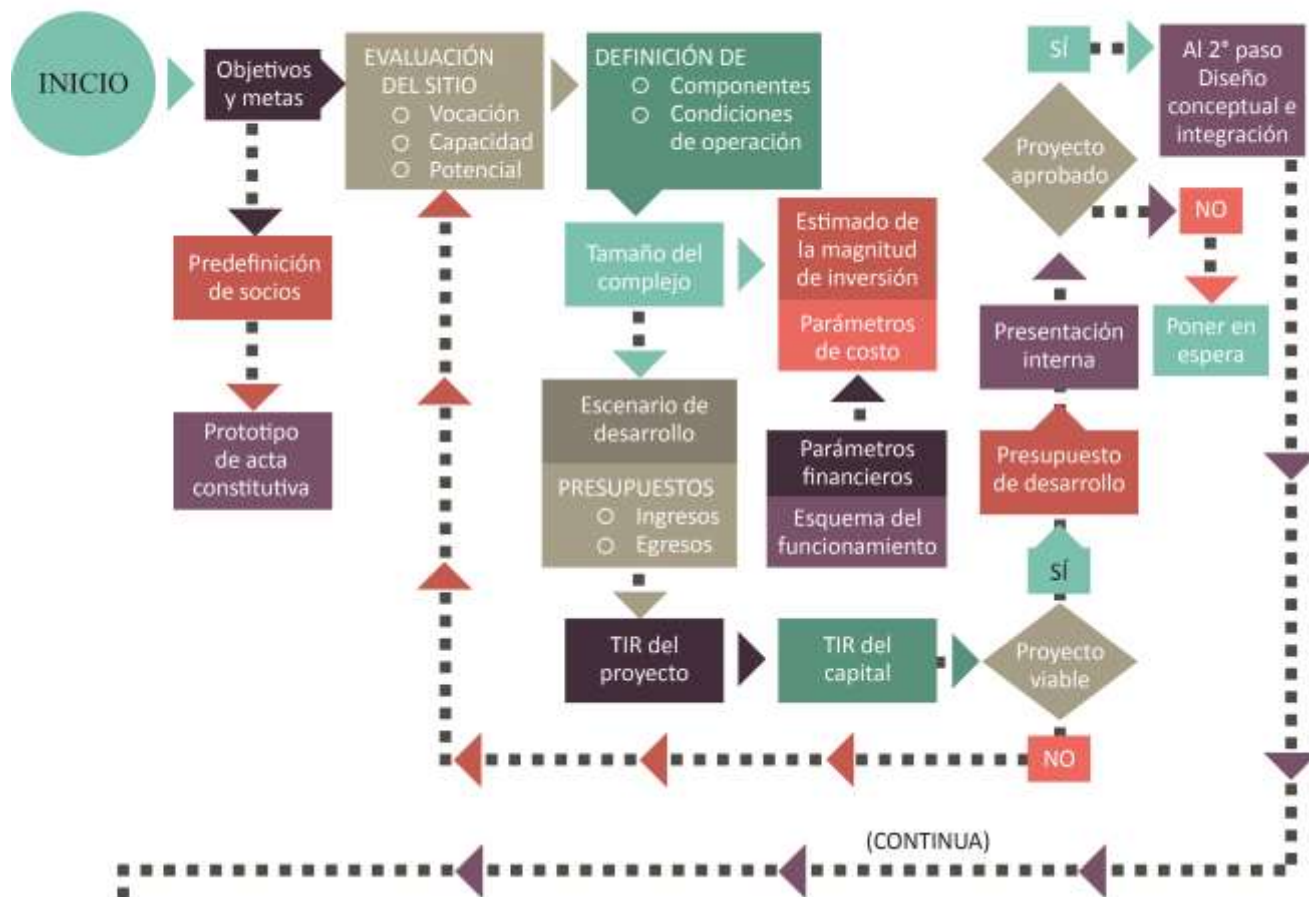 INICIO
Objetivos
y metas
Predefinición
de socios
Prototipo
de acta
constitutiva
EVALUACIÓN
DEL SITIO
○ Vocación
○ Capacidad
○ Potencial
DEFINICIÓN DE
○ Componentes
○ Condiciones
de operación
Tamaño del
complejo
Estimado de
la magnitud
de inversión
Parámetros
de costo
Escenario de
desarrollo
PRESUPUESTOS
○ Ingresos
○ Egresos
Parámetros
financieros
Esquema del
funcionamiento
TIR del
proyecto
TIR del
capital
Proyecto
viable
NO
SÍ
Presupuesto
de desarrollo
Presentación
interna
Proyecto
aprobado
SÍ
Al 2° paso
Diseño
conceptual e
integración
NO
Poner en
espera
(CONTINUA)